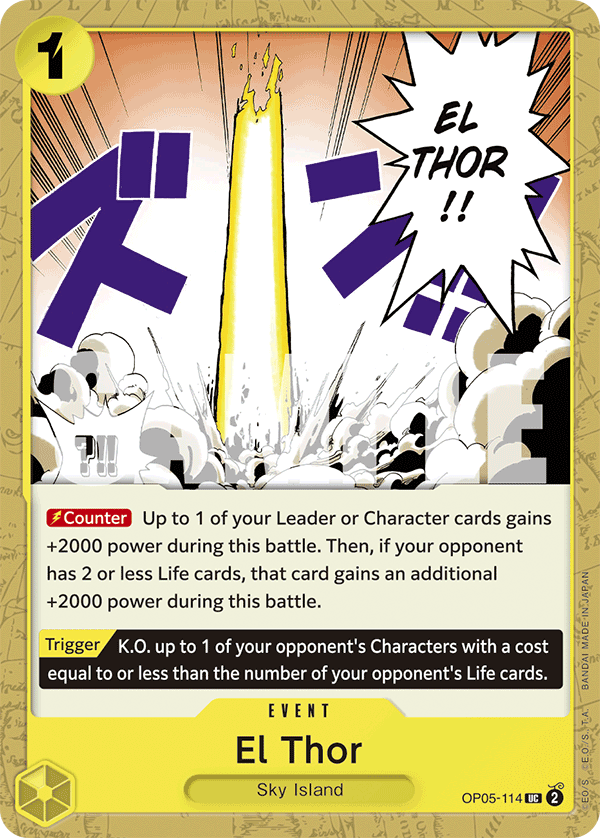 1
EL
THOR
!!
ズン
?!!
SAMPLE
Counter Up to 1 of your Leader or Character cards gains
+2000 power during this battle. Then, if your opponent
has 2 or less Life cards, that card gains an additional
+2000 power during this battle.
Trigger K.O. up to 1 of your opponent's Characters with a cost
equal to or less than the number of your opponent's Life cards.
EVENT
El Thor
Sky Island
OP05-114 UC 2
BANDAI MADE IN JAPAN